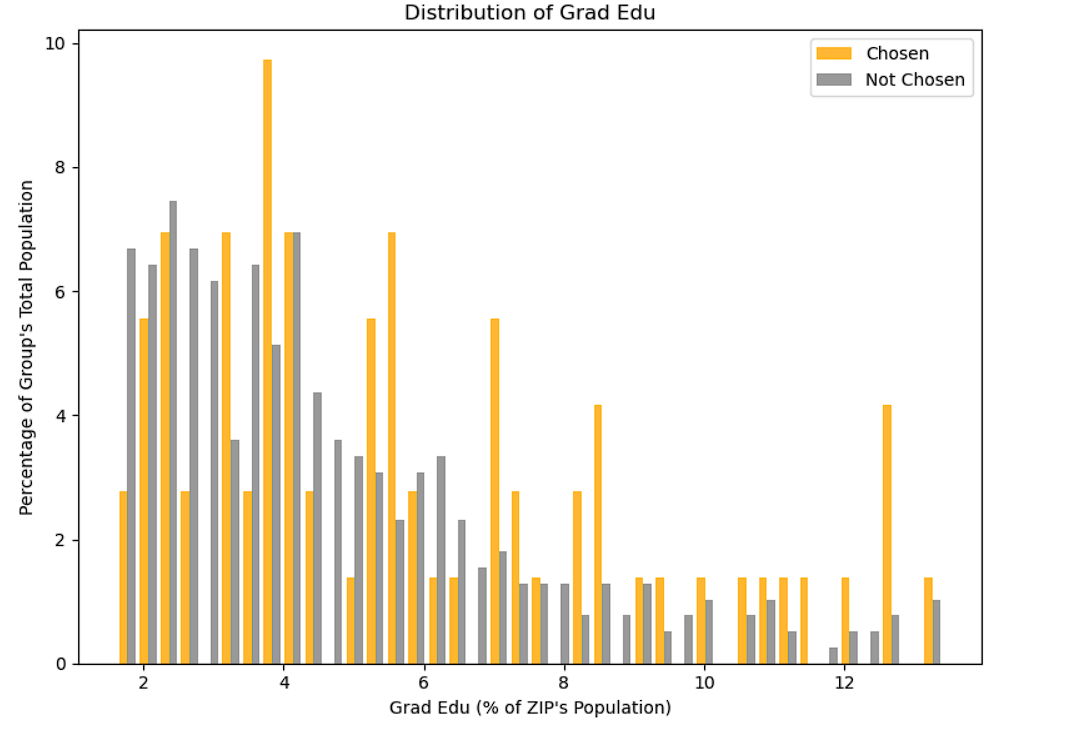 Distribution of Grad Edu
Chosen
Not Chosen
Percentage of Group's Total Population
10
8
6
4
2
0
2 4 6 8 10 12
Grad Edu (% of ZIP's Population)